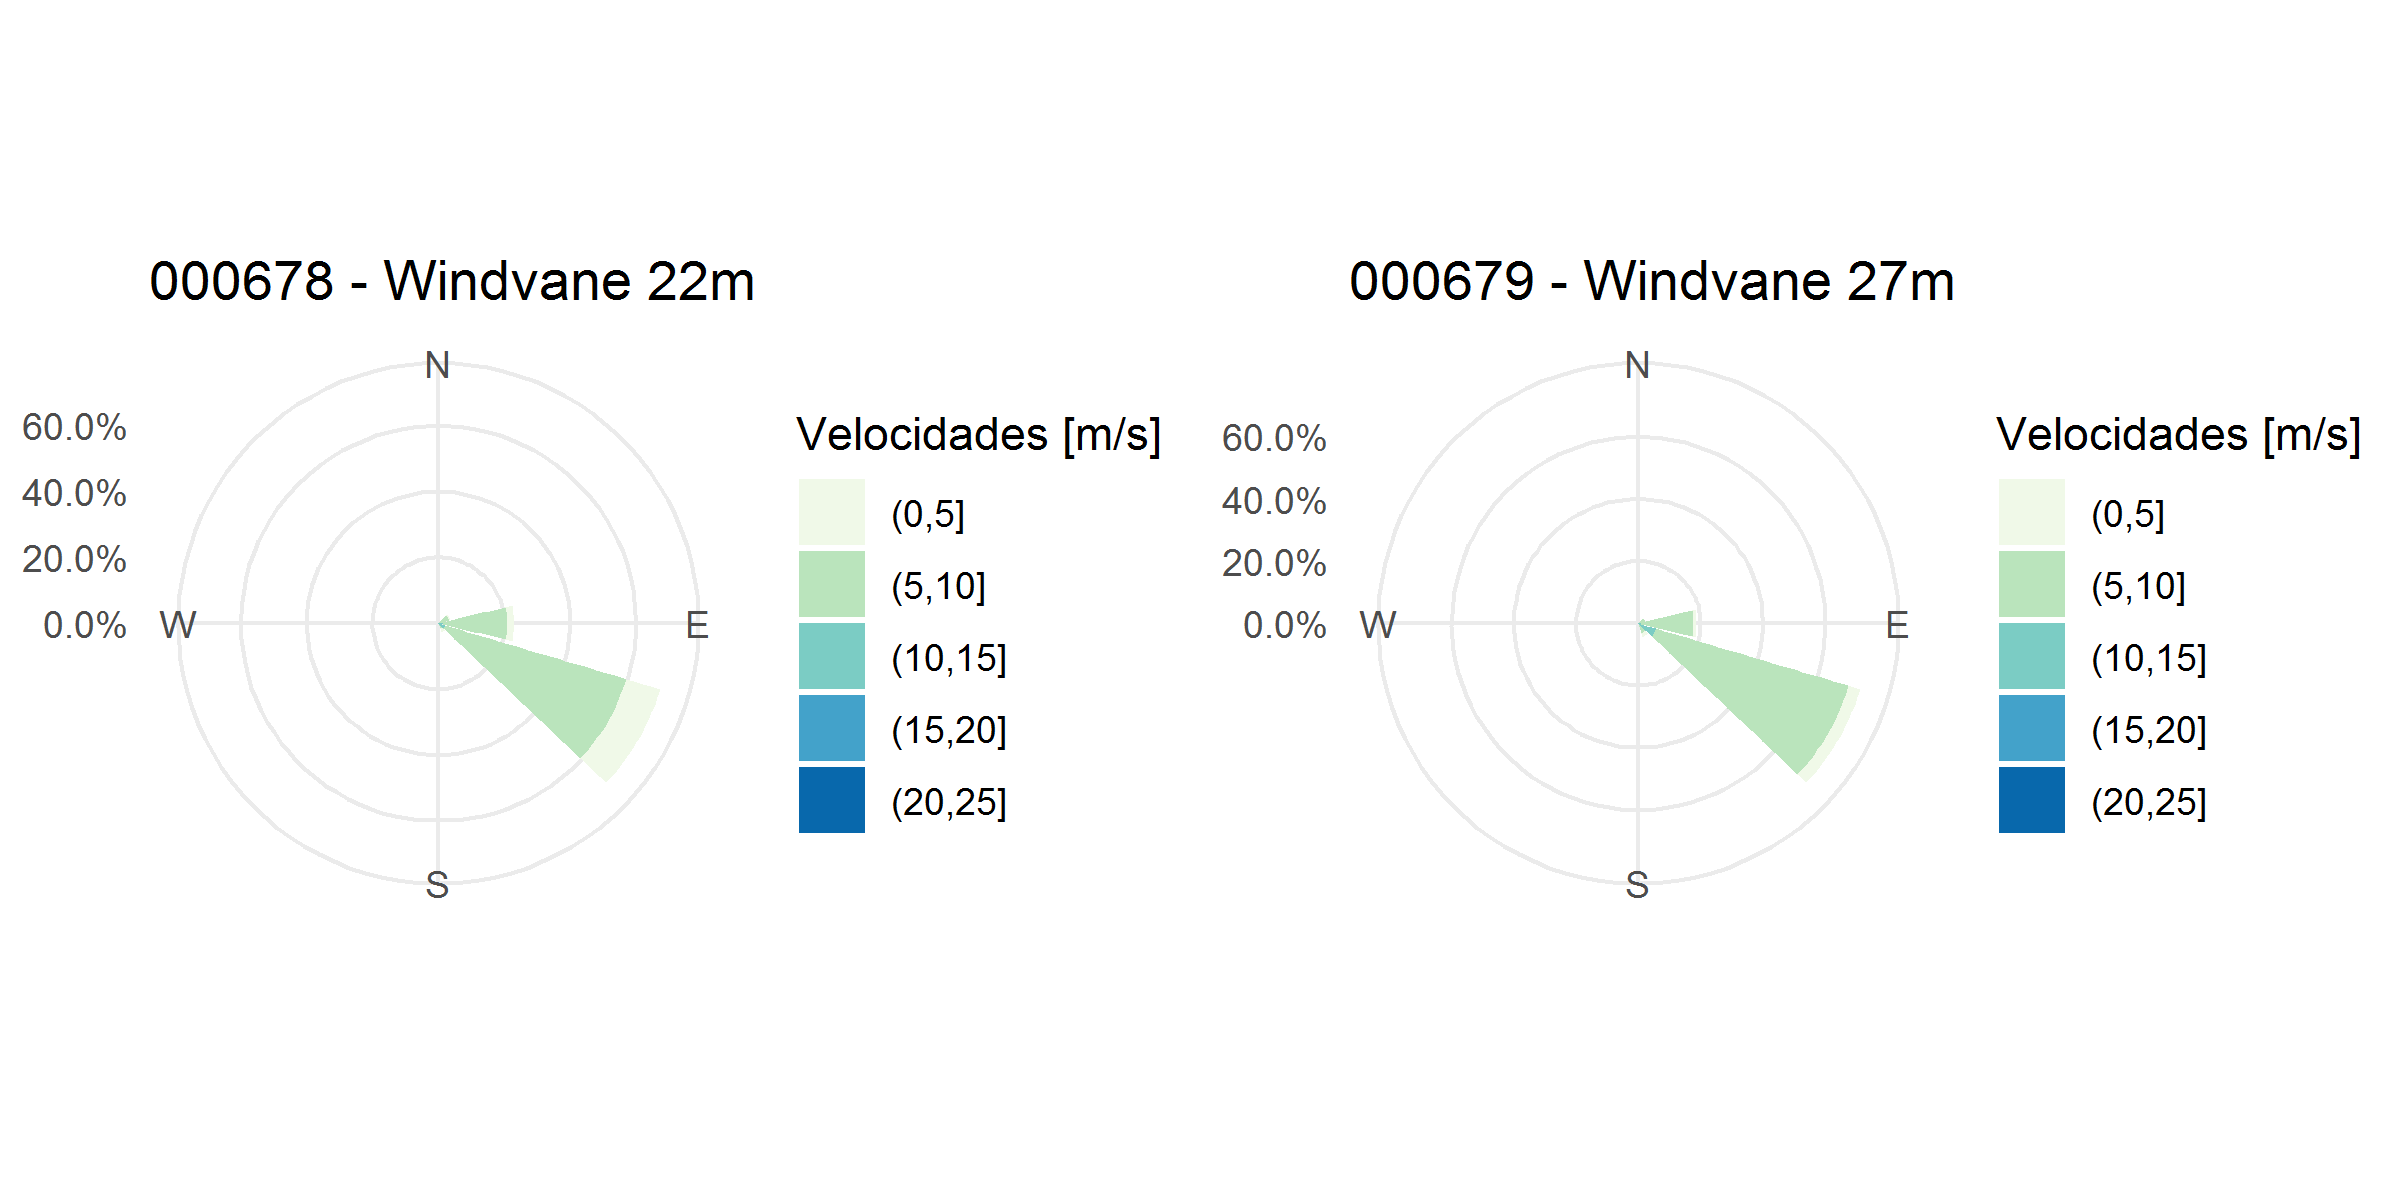 000678 - Windvane 22m
N
60.0%
40.0%
20.0%
0.0%
W
E
S
Velocidades [m/s]
(0,5]
(5,10]
(10,15]
(15,20]
(20,25]
000679 - Windvane 27m
N
60.0%
40.0%
20.0%
0.0%
W
E
S
Velocidades [m/s]
(0,5]
(5,10]
(10,15]
(15,20]
(20,25]